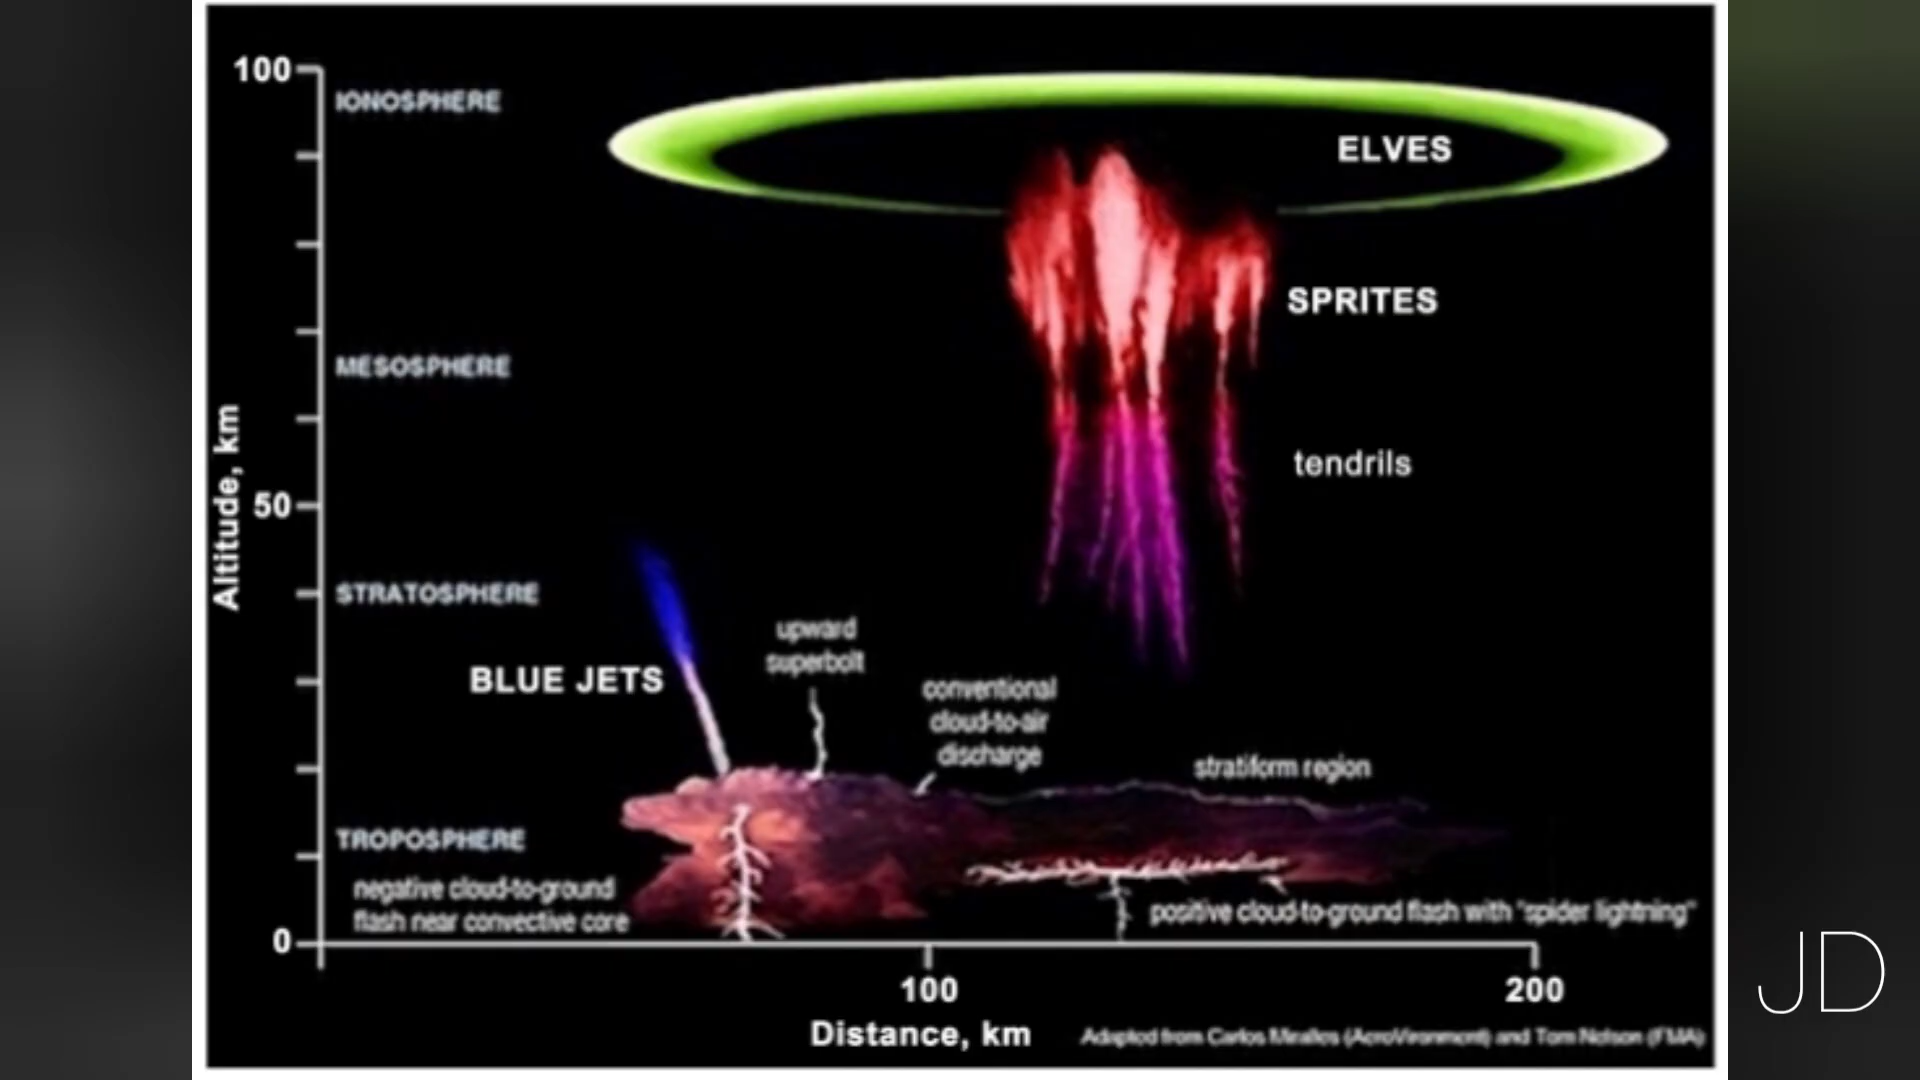 100
IONOSPHERE
ELVES
SPRITES
MESOSPHERE
tendrils
Altitude, km
50
STRATOSPHERE
upward
superbolt
BLUE JETS
conventional
cloud-to-air
discharge
stratiform region
TROPOSPHERE
negative cloud-to-ground
flash near convective core
positive cloud-to-ground flash with "spider lightning"
0
100
200
Distance, km
Adapted from Carlos Miralles (AeroVironment) and Tom Nelson (FMA)
JD